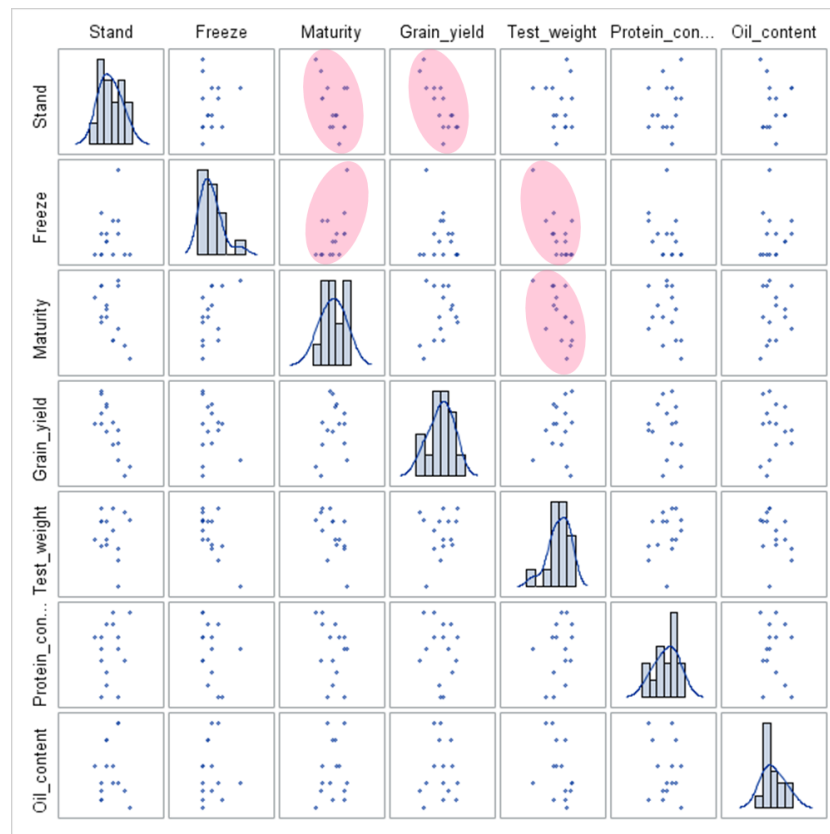 Stand Freeze Maturity Grain_yield Test_weight Protein_con... Oil_content
Stand
Freeze
Maturity
Grain_yield
Test_weight
Protein_con...
Oil_content